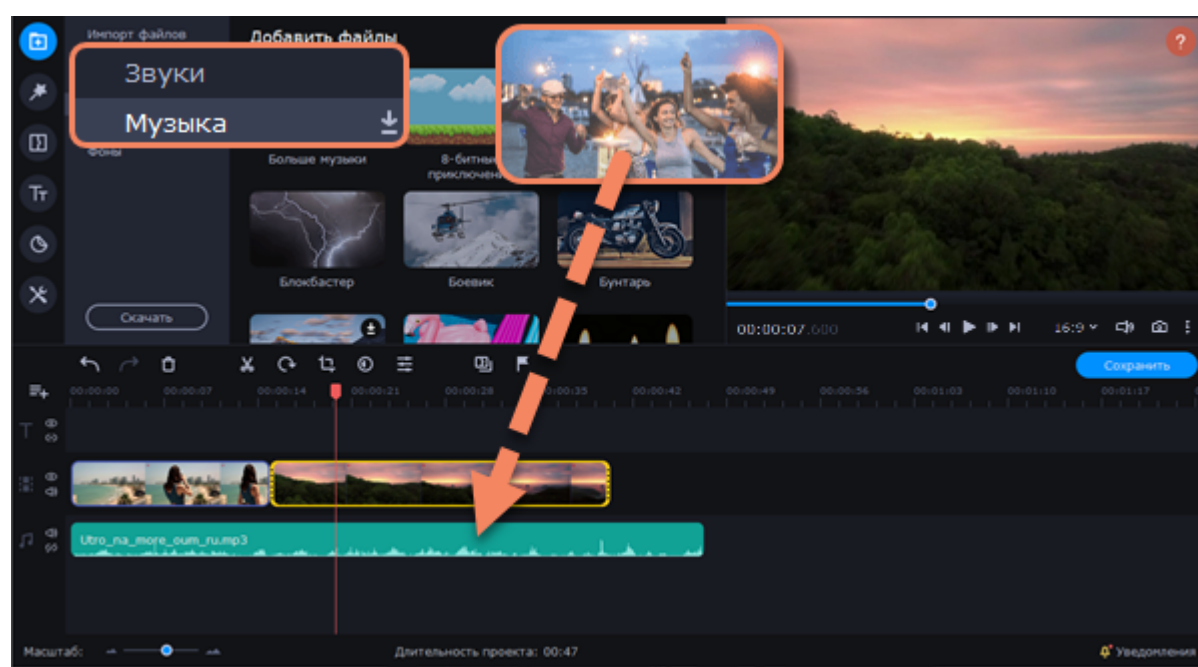 Импорт файлов
Добавить файлы
?
Звуки
Музыка
Фоны
Больше музыки
8-битные
приключения
Блокбастер
Боевик
Бунтарь
Скачать
00:00:07.600
16:9
Сохранить
00:00:00 00:00:07 00:00:14 00:00:21 00:00:28 00:00:35 00:00:42 00:00:49 00:00:56 00:01:03 00:01:10 00:01:17
Utro_na_more_oum_ru.mp3
Масштаб:
Длительность проекта: 00:47
Уведомления